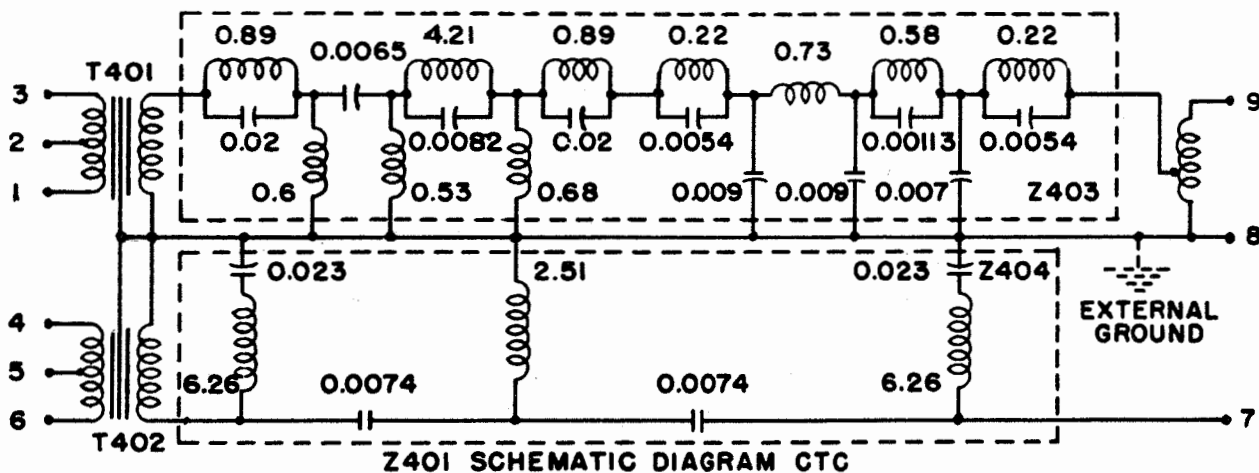 0.89 0.0065 4.21 0.89 0.22 0.73 0.58 0.22
T401
3 9
2
0.02 0.0082 0.02 0.0054 0.00113 0.0054
1 0.6 0.53 0.68 0.009 0.009 0.007 Z403
8
0.023 2.51 0.023 Z404
4 EXTERNAL
GROUND
5 6.26 0.0074 0.0074 6.26
6 7
T402
Z401 SCHEMATIC DIAGRAM CTC